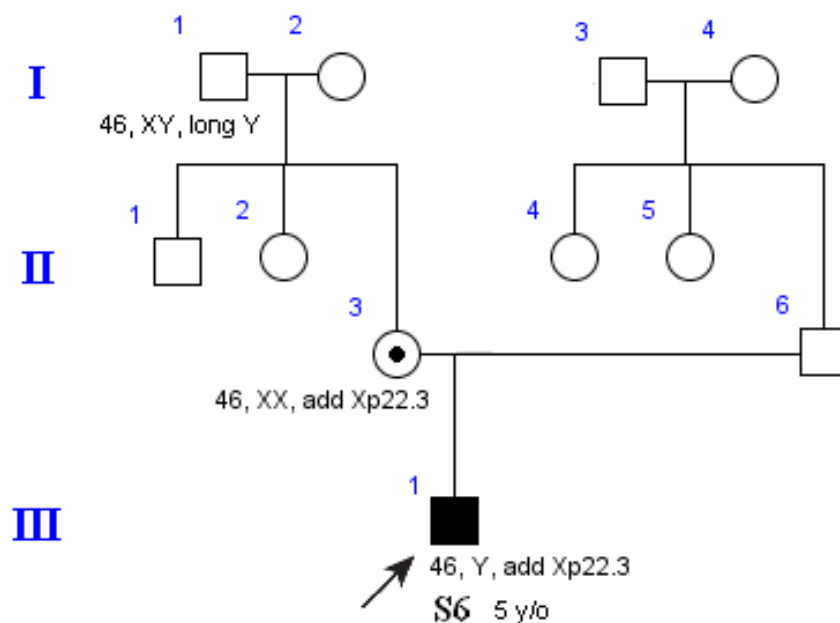 1 2 3 4
I
46, XY, long Y
1 2 4 5
II
3 6
46, XX, add Xp22.3
1
III
46, Y, add Xp22.3
S6 5 y/o